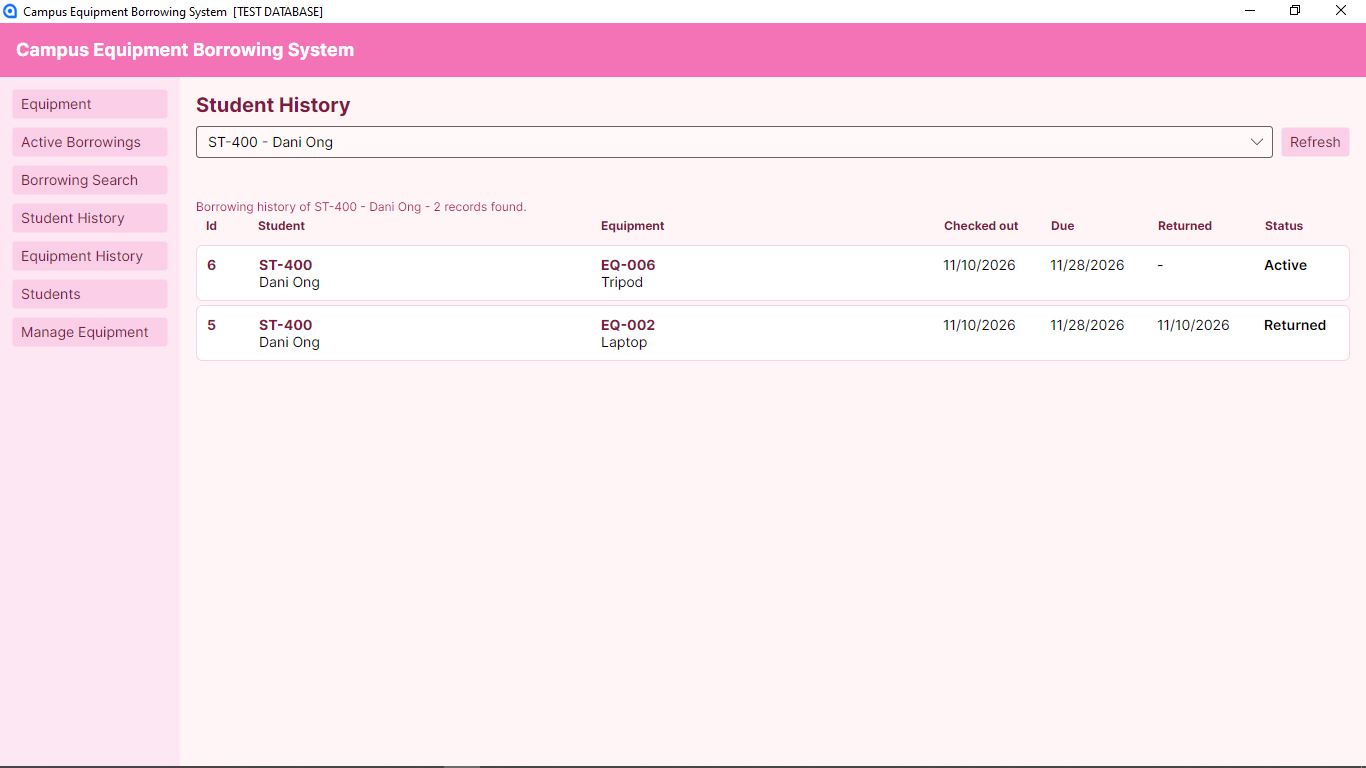 Campus Equipment Borrowing System [TEST DATABASE]
Campus Equipment Borrowing System
Equipment
Active Borrowings
Borrowing Search
Student History
Equipment History
Students
Manage Equipment
Student History
ST-400 - Dani Ong
Refresh
Borrowing history of ST-400 - Dani Ong - 2 records found.
Id Student Equipment Checked out Due Returned Status
6 ST-400 EQ-006 11/10/2026 11/28/2026 - Active
Dani Ong Tripod
5 ST-400 EQ-002 11/10/2026 11/28/2026 11/10/2026 Returned
Dani Ong Laptop